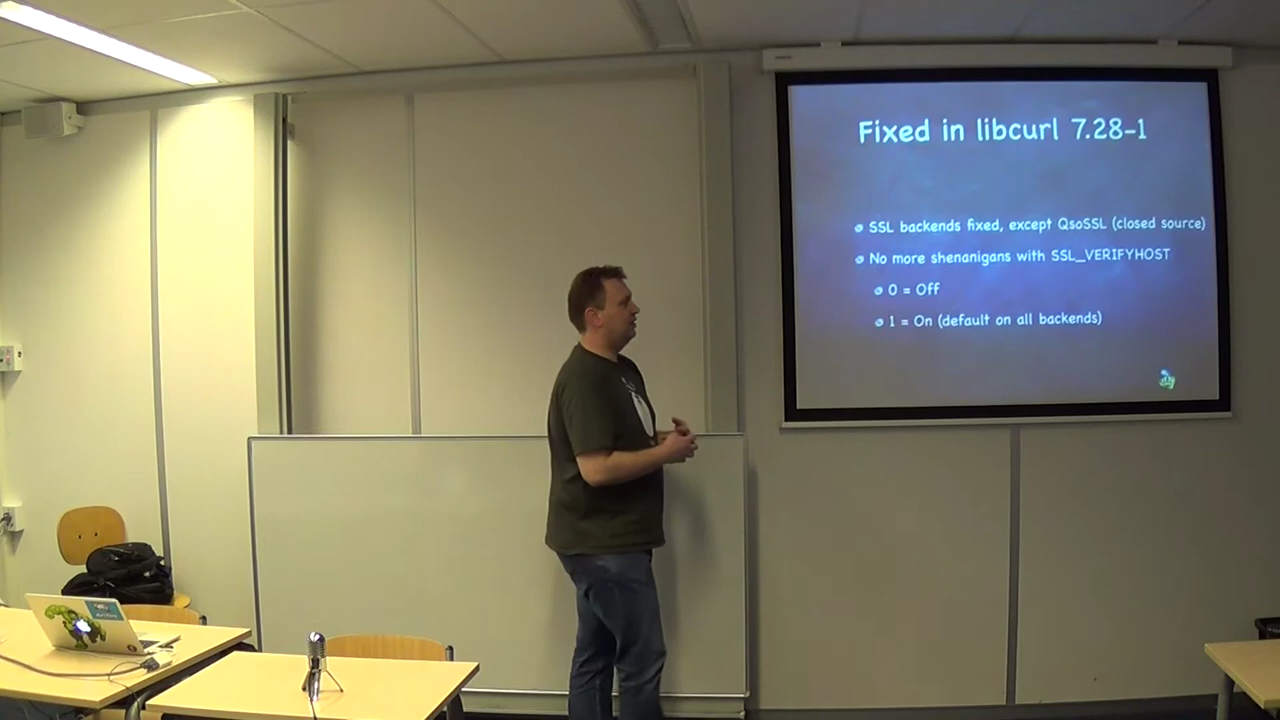 Fixed in libcurl 7.28-1
SSL backends fixed, except QsoSSL (closed source)
No more shenanigans with SSL_VERIFYHOST
0 = Off
1 = On (default on all backends)